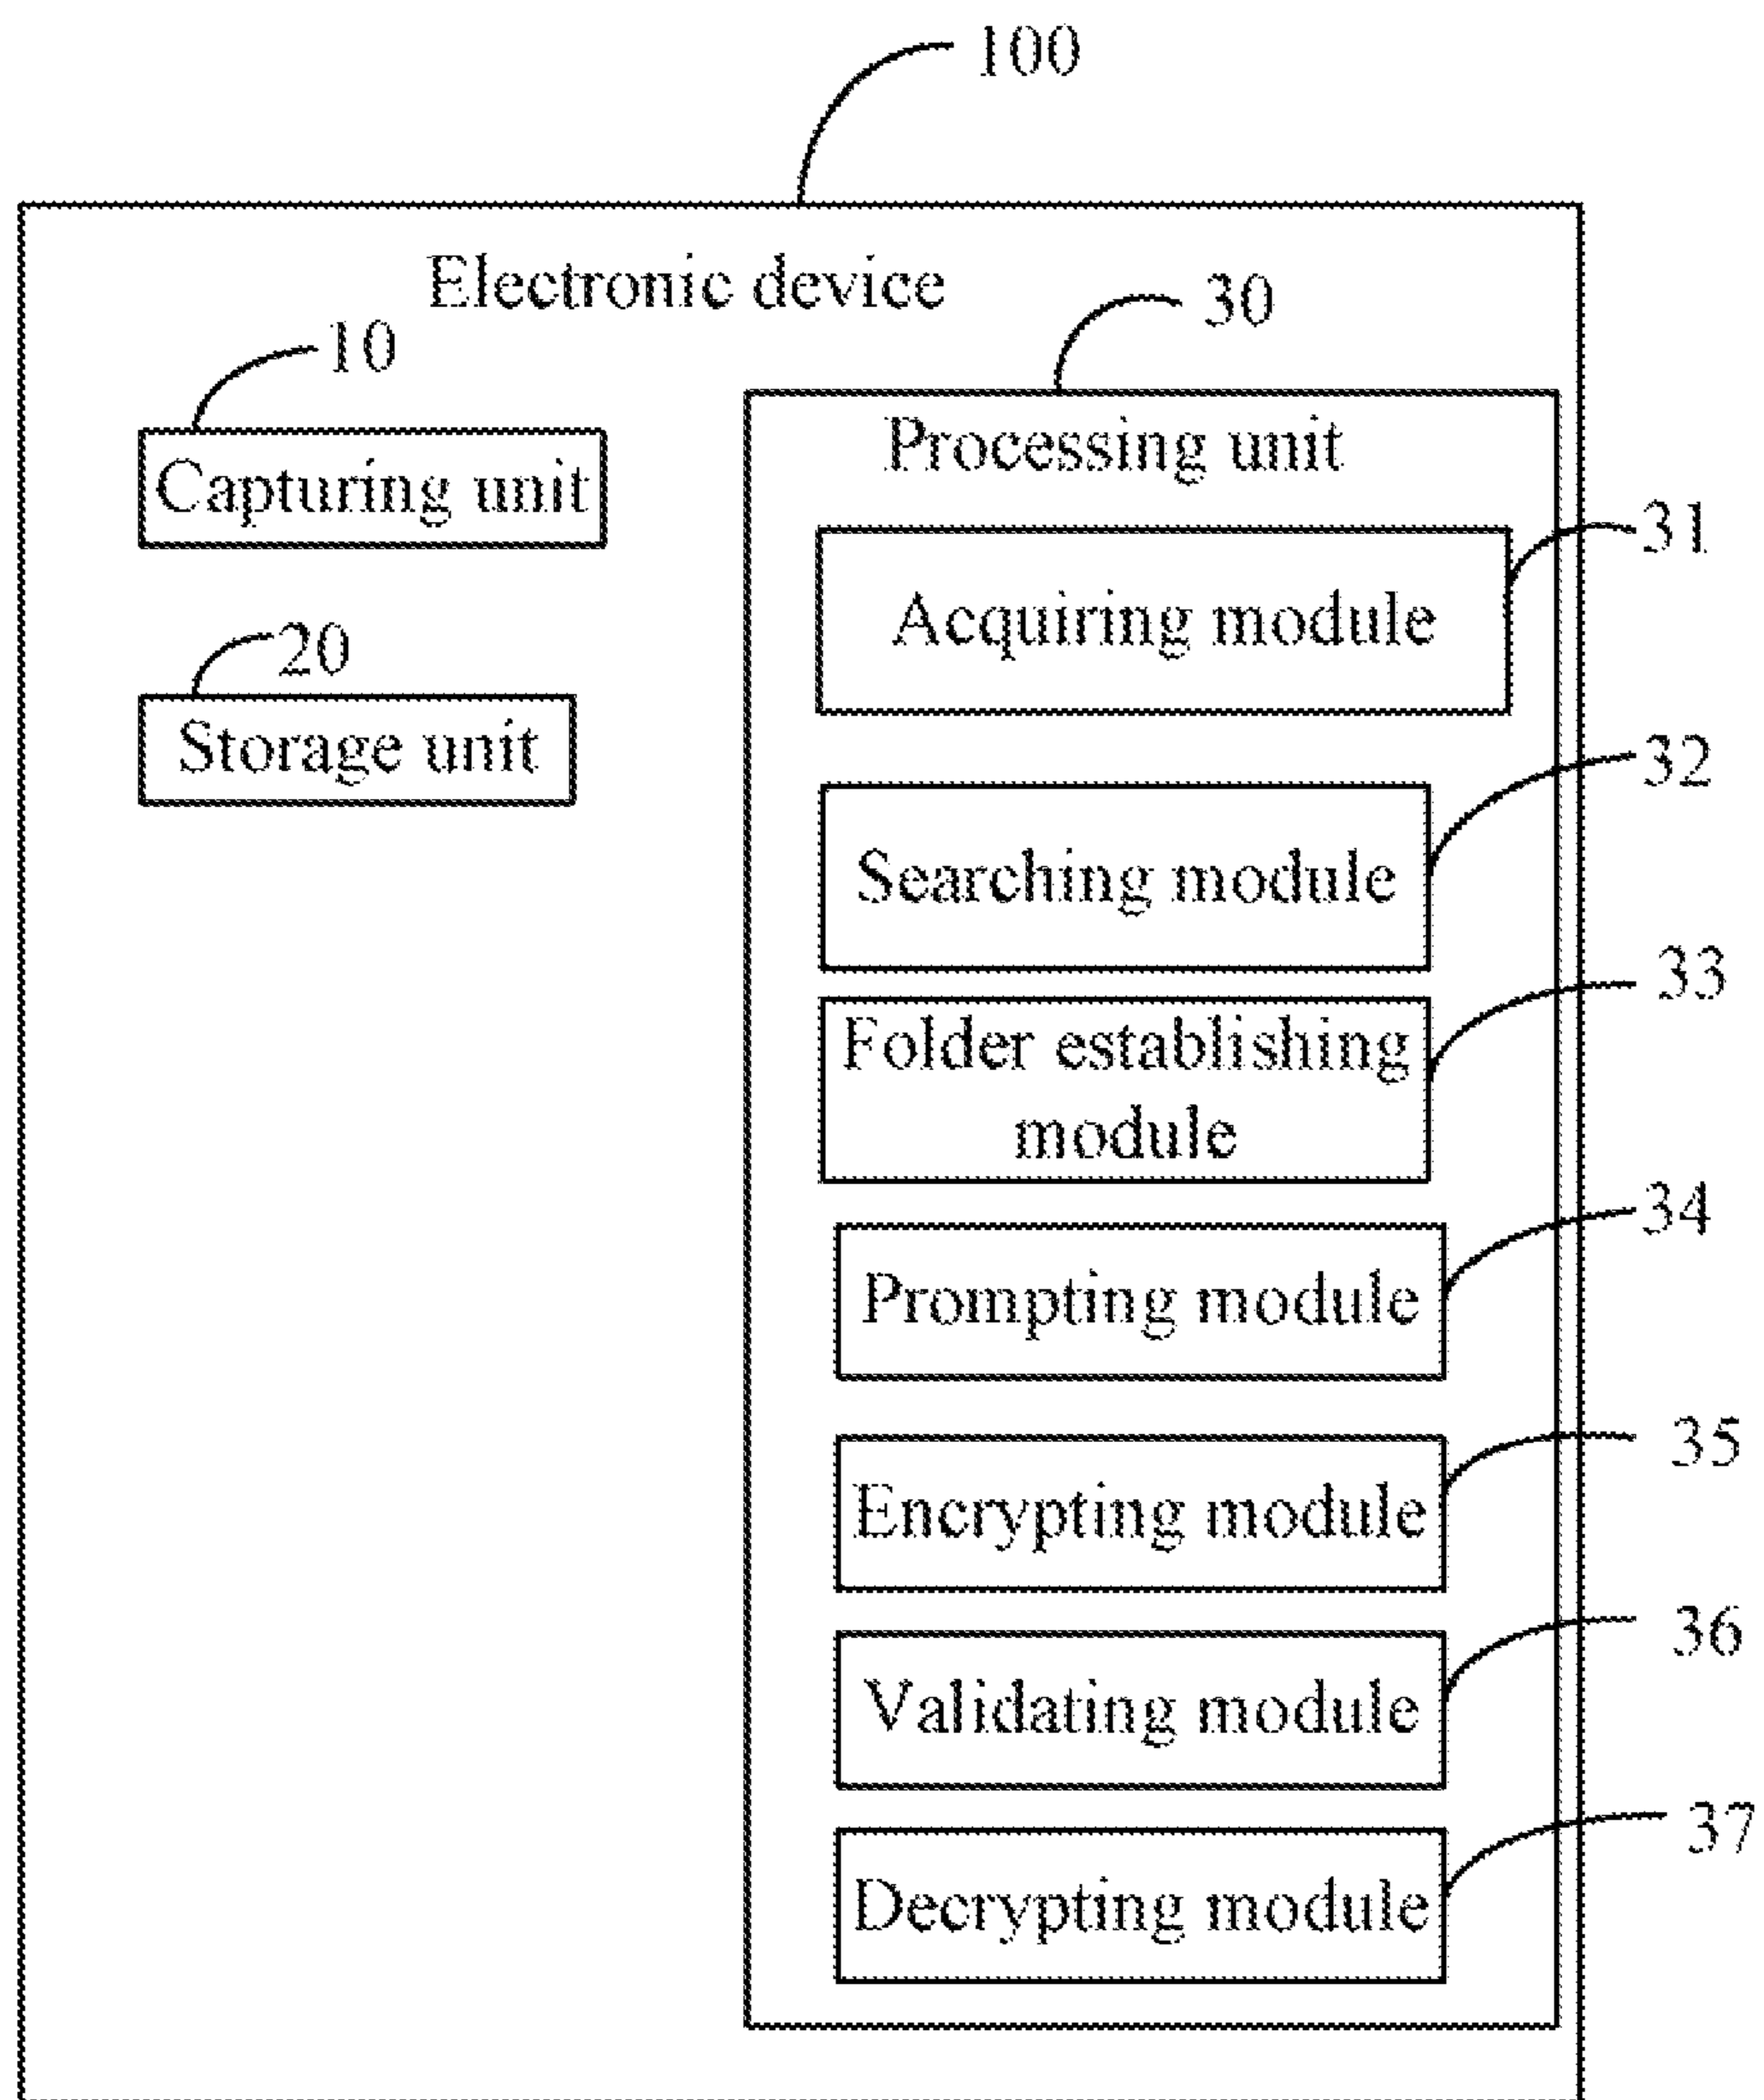 100
Electronic device
10
Capturing unit
20
Storage unit
30
Processing unit
31
Acquiring module
32
Searching module
33
Folder establishing
module
34
Prompting module
35
Encrypting module
36
Validating module
37
Decrypting module